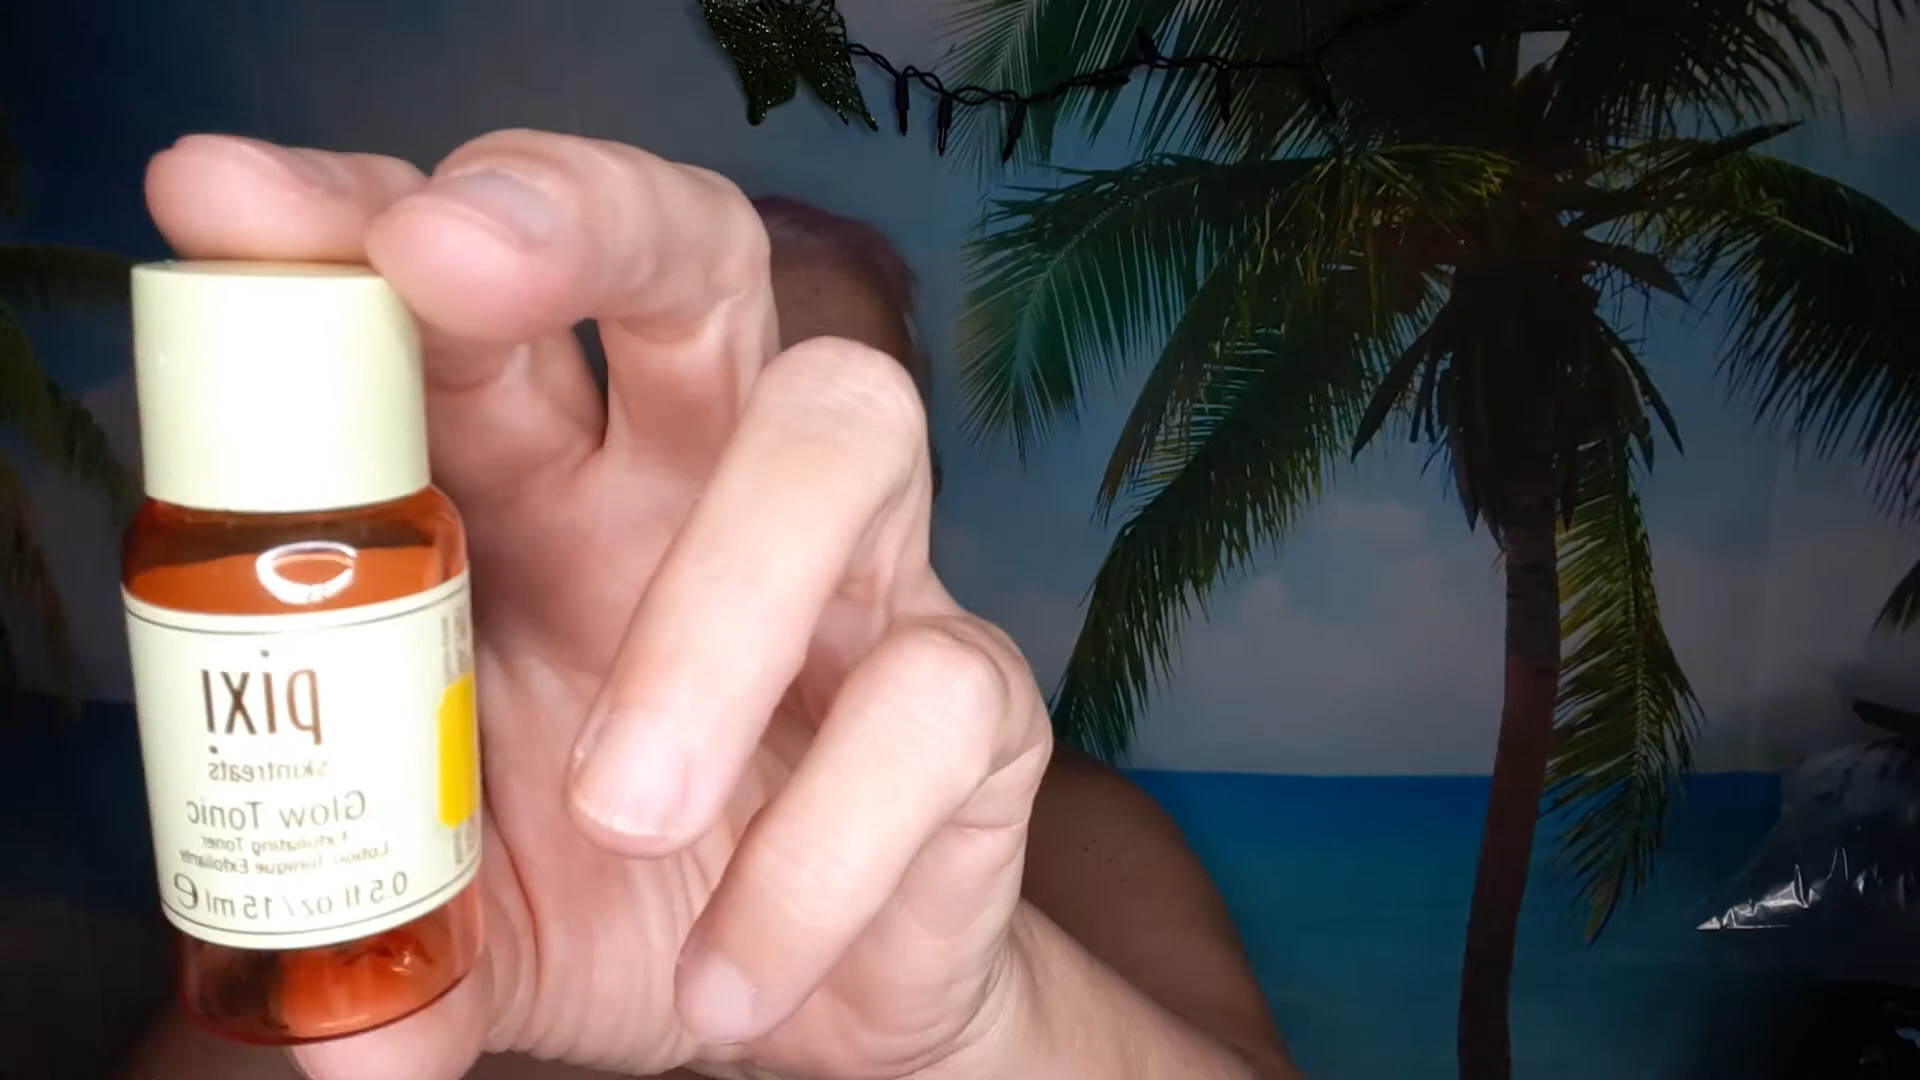 pixi
skintreats
Glow Tonic
Exfoliating Toner
Lotion Tonique Exfoliante
0.5 fl oz / 15 ml e